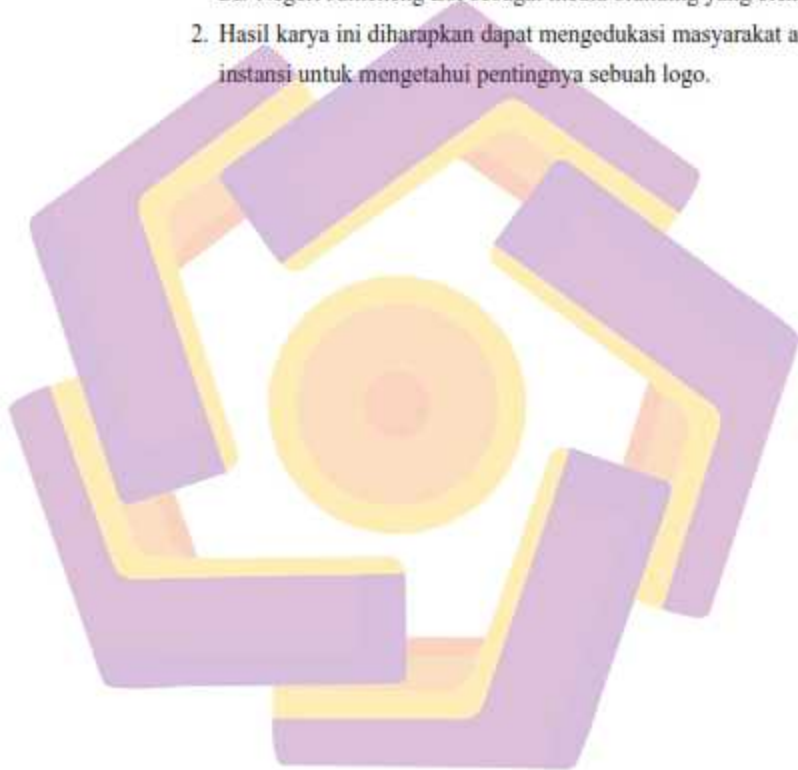 2. Hasil karya ini diharapkan dapat mengedukasi masyarakat a
instansi untuk mengetahui pentingnya sebuah logo.